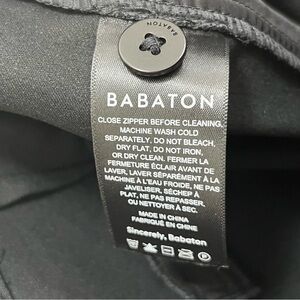 BABATON
BABATON
CLOSE ZIPPER BEFORE CLEANING,
MACHINE WASH COLD
SEPARATELY, DO NOT BLEACH,
DRY FLAT, DO NOT IRON,
OR DRY CLEAN. FERMER LA
FERMETURE ÉCLAIR AVANT DE
LAVER, LAVER SÉPARÉMENT À LA
MACHINE À L'EAU FROIDE, NE PAS
JAVELISER, SÉCHER À
PLAT, NE PAS REPASSER,
OU NETTOYER À SEC.
MADE IN CHINA
FABRIQUÉ EN CHINE
Sincerely, Babaton